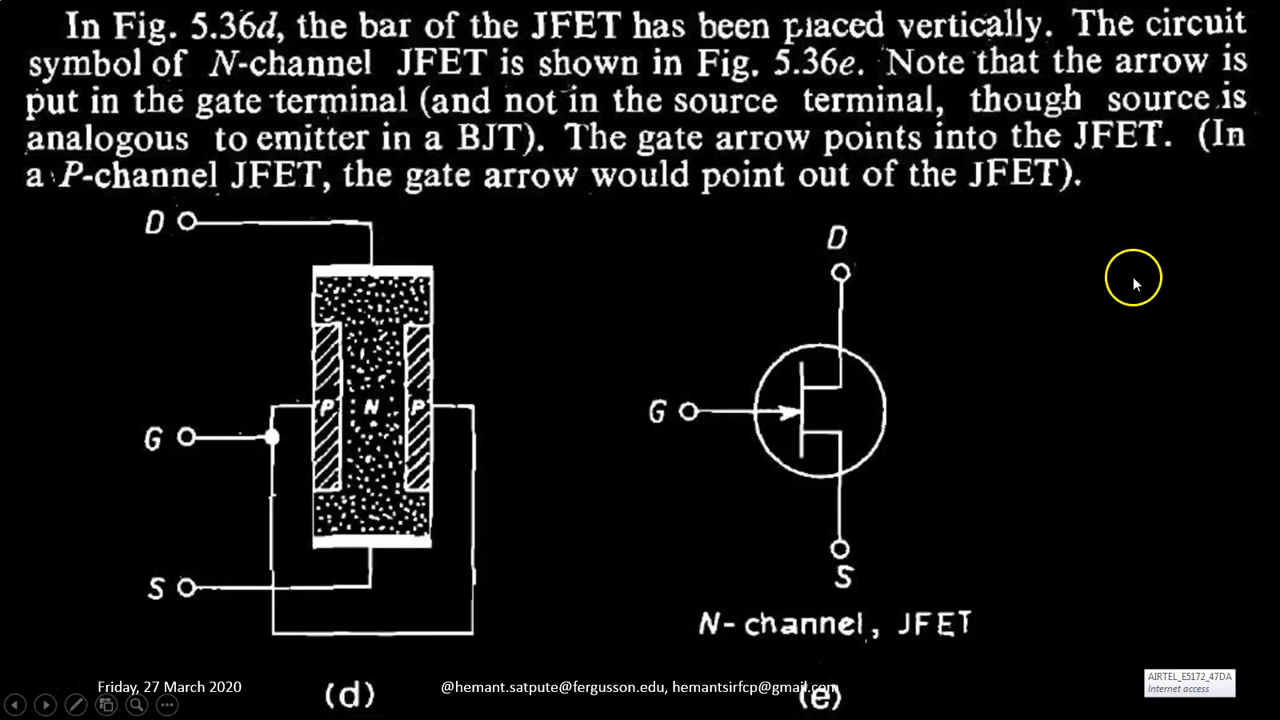 In Fig. 5.36d, the bar of the JFET has been placed vertically. The circuit
symbol of N-channel JFET is shown in Fig. 5.36e. Note that the arrow is
put in the gate terminal (and not in the source terminal, though source is
analogous to emitter in a BJT). The gate arrow points into the JFET. (In
a P-channel JFET, the gate arrow would point out of the JFET).
D
P N P
G
S
(d)
D
G
S
N-channel, JFET
(e)
Friday, 27 March 2020
@hemant.satpute@fergusson.edu, hemantsirfcp@gmail.com
AIRTEL_E5172_47DA
Internet access